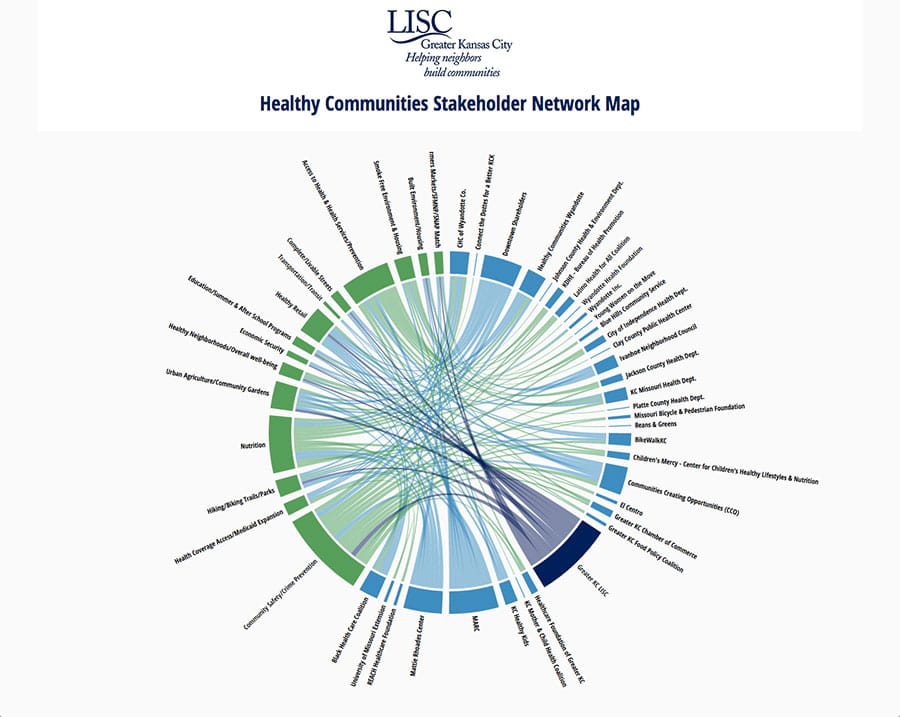 LISC
Greater Kansas City
Helping neighbors
build communities
Healthy Communities Stakeholder Network Map
CHC of Wyandotte Co.
Connect the Dottes for a Better KCK
Downtown Shareholders
Healthy Communities Wyandotte
Johnson County Health & Environment Dept.
KDHE - Bureau of Health Promotion
Latino Health for All Coalition
Wyandotte Health Foundation
Wyandotte Inc.
Young Women on the Move
Blue Hills Community Service
City of Independence Health Dept.
Clay County Public Health Center
Ivanhoe Neighborhood Council
Jackson County Health Dept.
KC Missouri Health Dept.
Platte County Health Dept.
Missouri Bicycle & Pedestrian Foundation
Beans & Greens
BikeWalkKC
Children's Mercy - Center for Children's Healthy Lifestyles & Nutrition
Communities Creating Opportunities (CCO)
El Centro
Greater KC Chamber of Commerce
Greater KC Food Policy Coalition
Greater KC LISC
Healthcare Foundation of Greater KC
KC Mother & Child Health Coalition
KC Healthy Kids
MARC
Mattie Rhoades Center
REACH Healthcare Foundation
University of Missouri Extension
Black Health Care Coalition
Community Safety/Crime Prevention
Health Coverage Access/Medicaid Expansion
Hiking/Biking Trails/Parks
Nutrition
Urban Agriculture/Community Gardens
Healthy Neighborhoods/Overall well-being
Economic Security
Education/Summer & After School Programs
Healthy Retail
Transportation/Transit
Complete/Livable Streets
Access to Health & Health Services/Prevention
Smoke Free Environment & Housing
Built Environment/Housing
Markets/SFMNP/SNAP Match